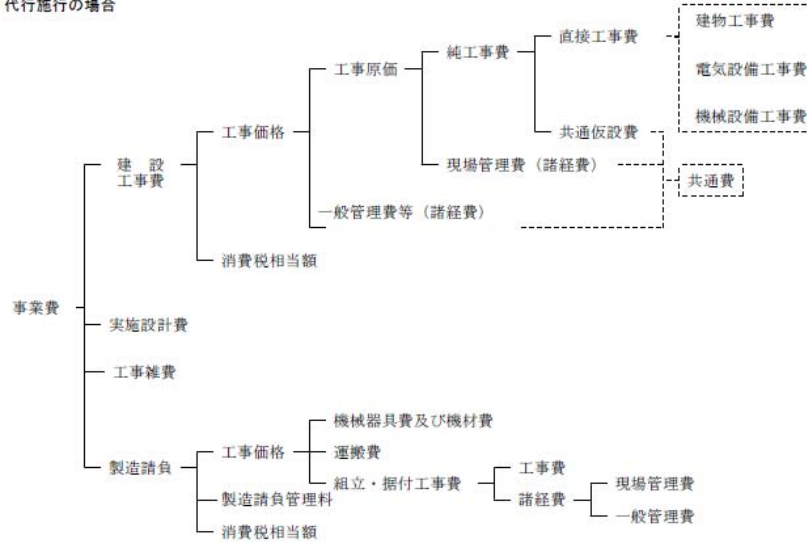 代行施行の場合
建物工事費
直接工事費
純工事費
電気設備工事費
工事原価
機械設備工事費
工事価格
共通仮設費
建 設
工事費
現場管理費（諸経費）
共通費
一般管理費等（諸経費）
消費税相当額
事業費
実施設計費
工事雑費
機械器具費及び機材費
工事価格
運搬費
製造請負
工事費
組立・据付工事費
現場管理費
製造請負管理料
諸経費
一般管理費
消費税相当額